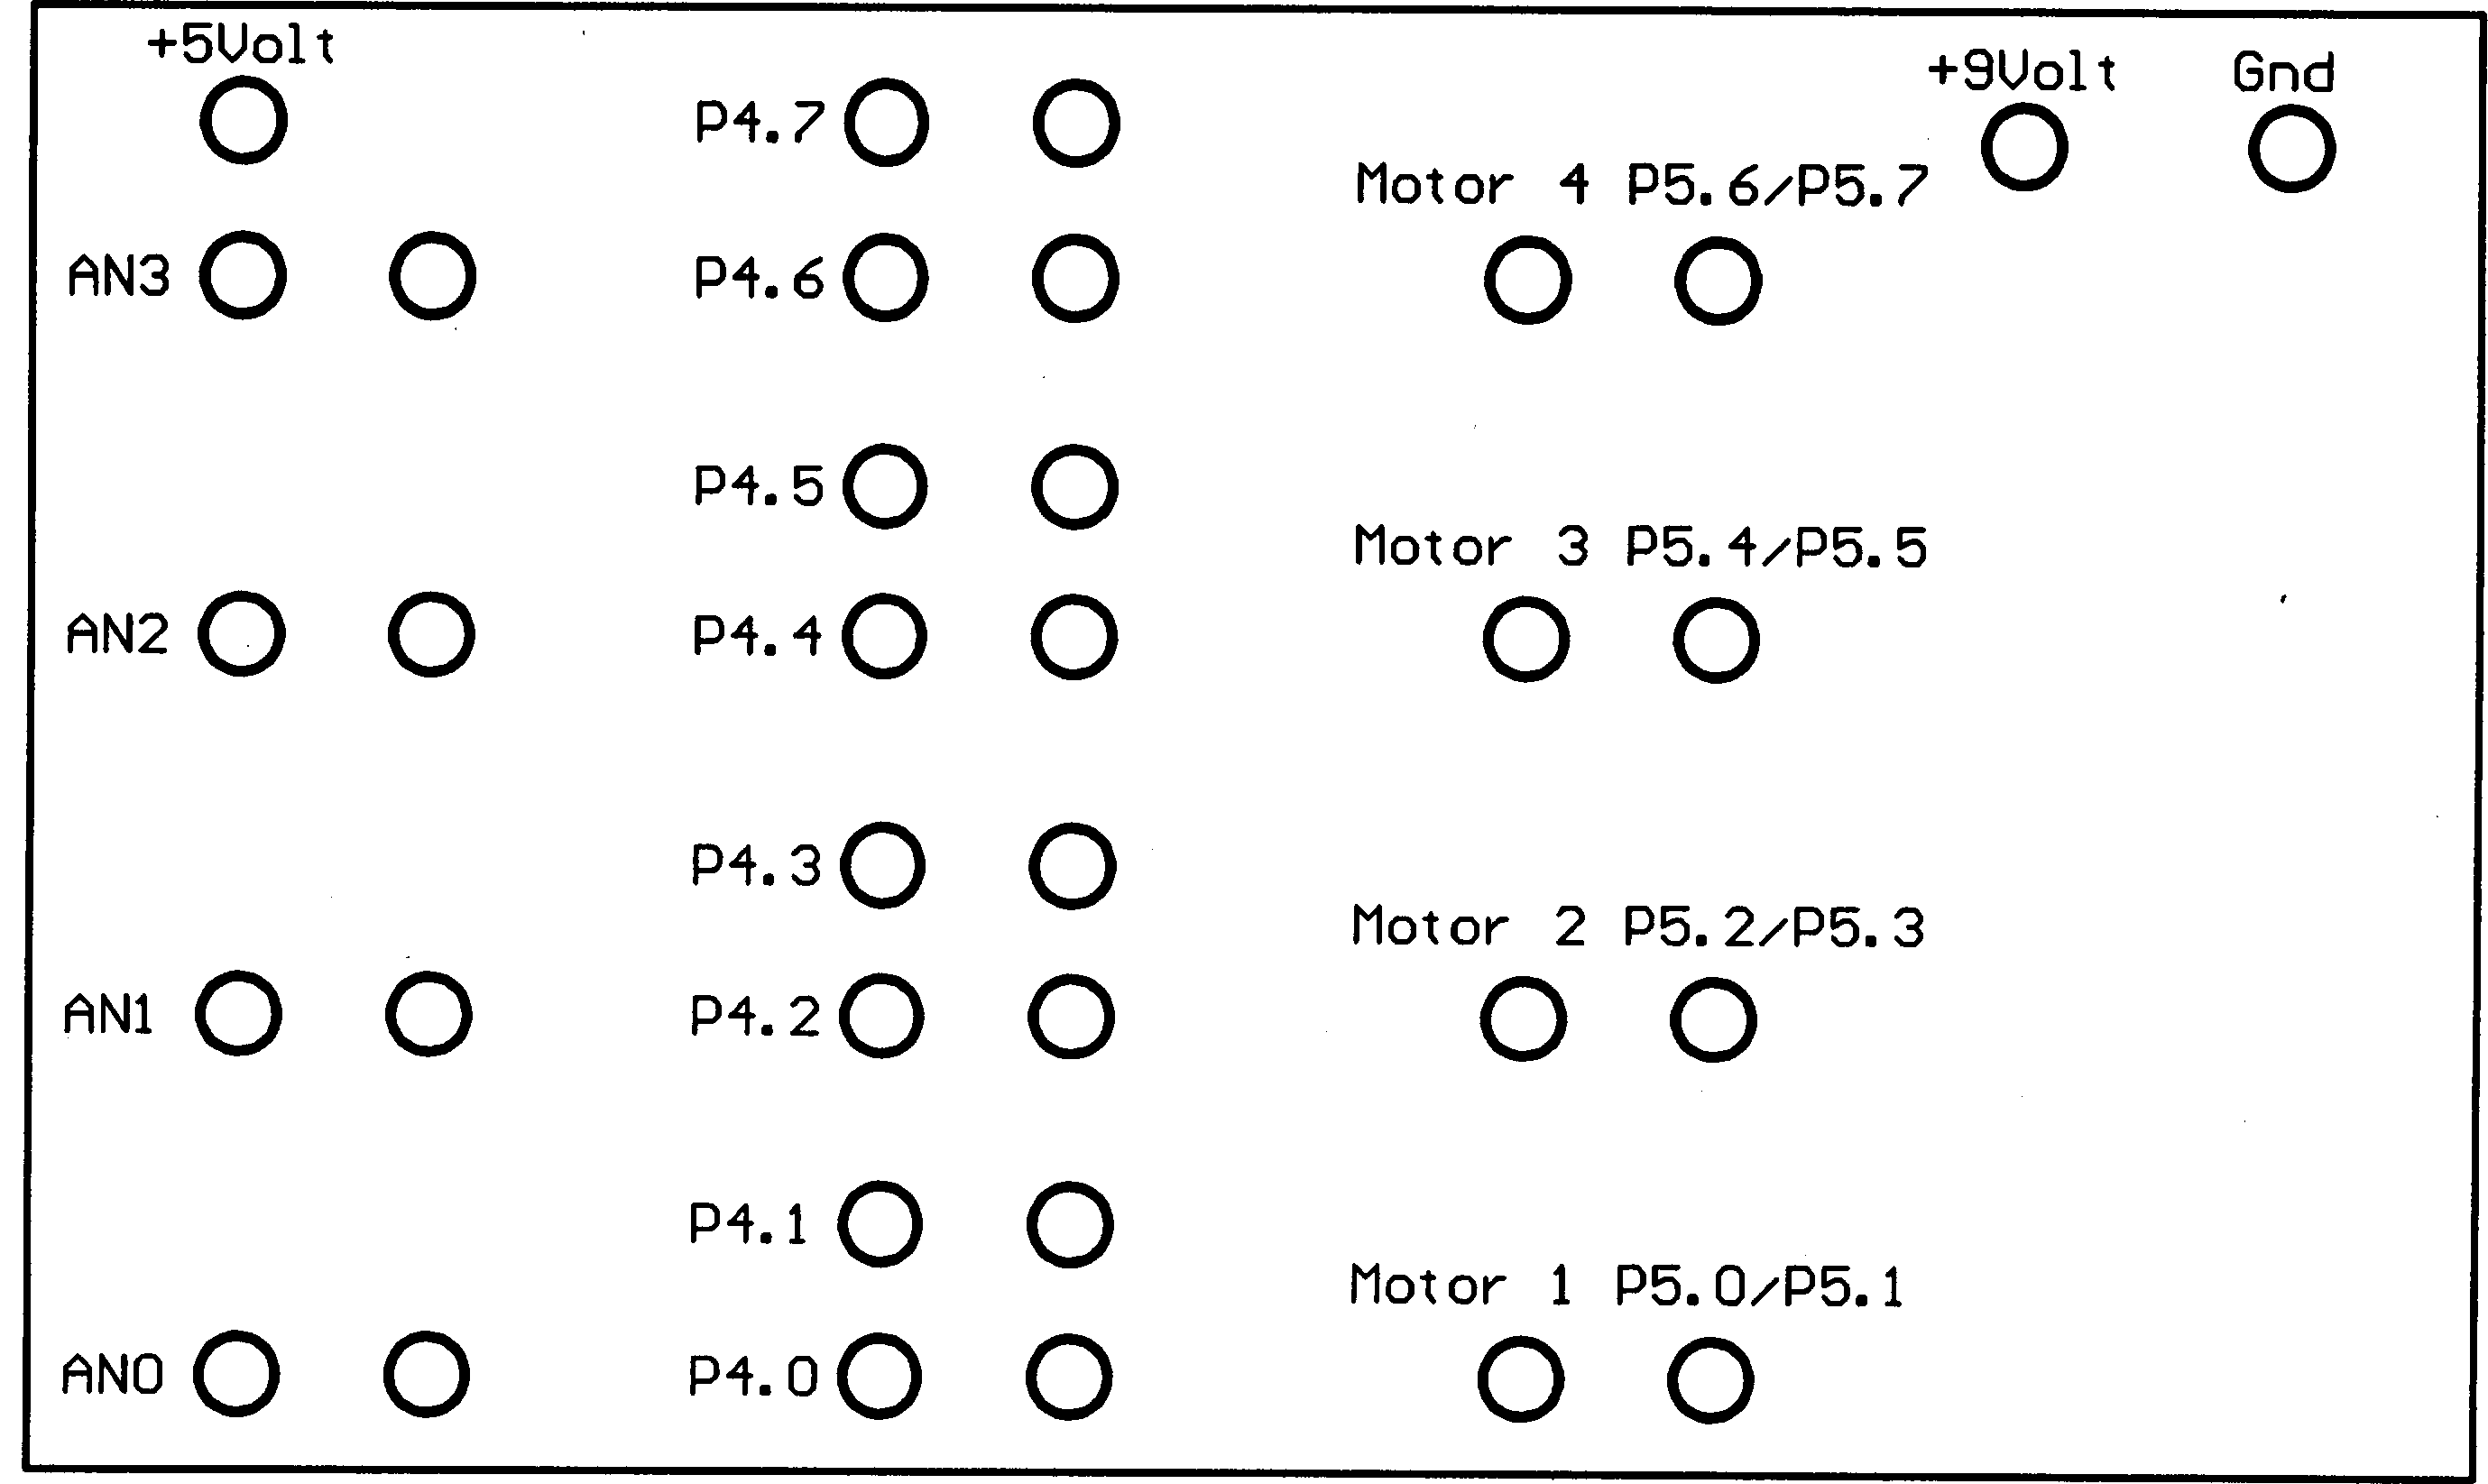 +5Volt
+9Volt Gnd
P4.7
Motor 4 P5.6/P5.7
AN3
P4.6
P4.5
Motor 3 P5.4/P5.5
AN2
P4.4
P4.3
Motor 2 P5.2/P5.3
AN1
P4.2
P4.1
Motor 1 P5.0/P5.1
AN0
P4.0